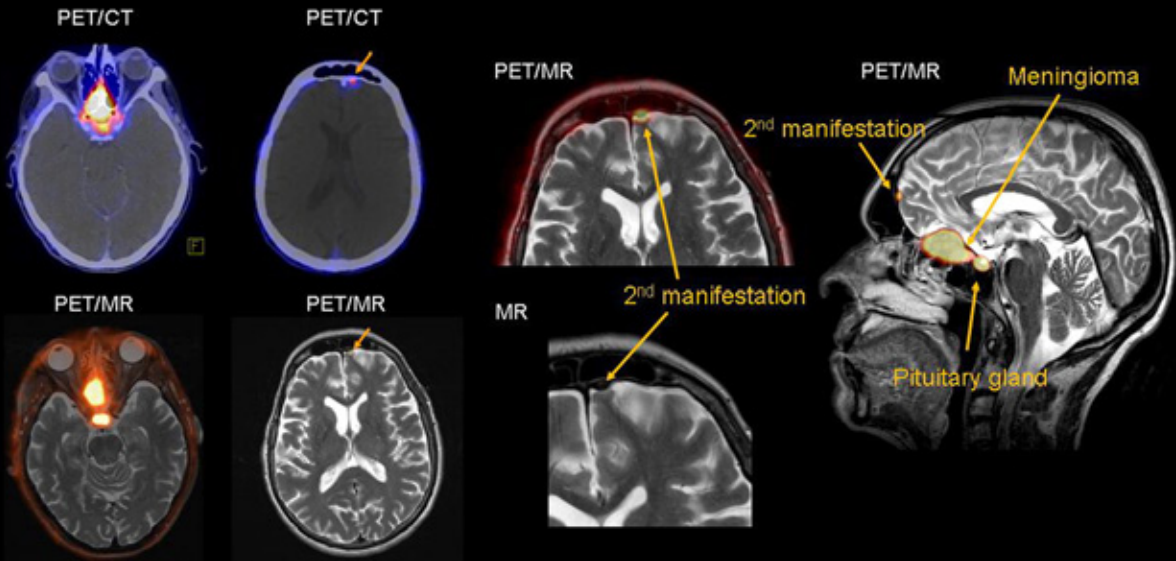 PET/CT
PET/CT
PET/MR
PET/MR
Meningioma
2nd manifestation
F
PET/MR
PET/MR
MR
2nd manifestation
Pituitary gland